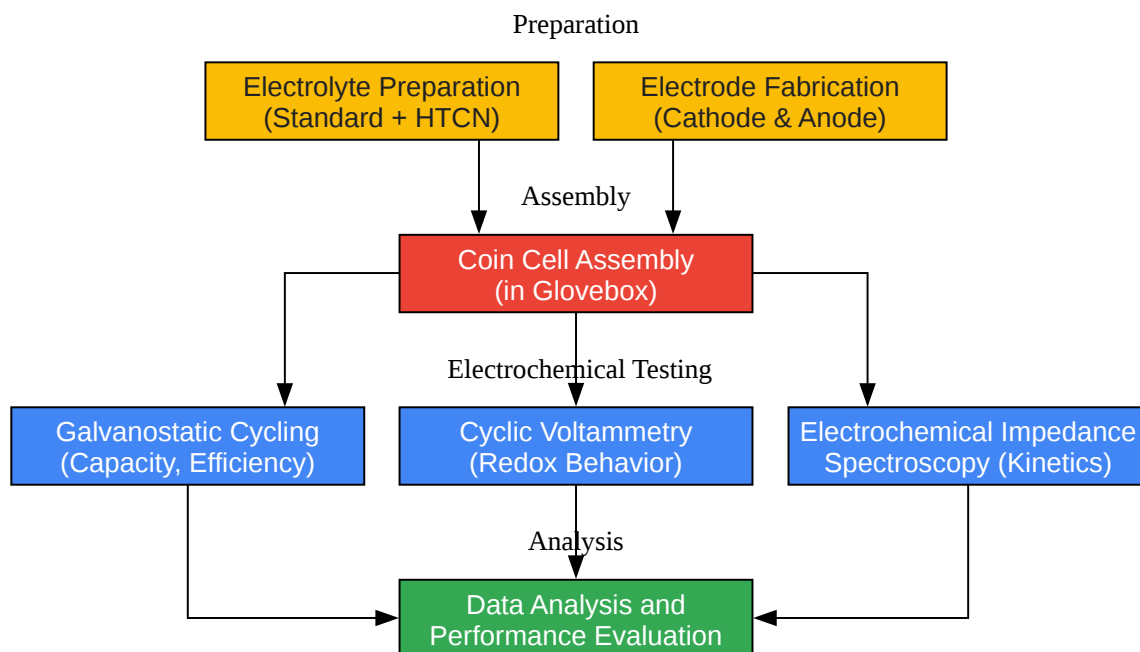 Preparation
Electrolyte Preparation
(Standard + HTCN)
Electrode Fabrication
(Cathode & Anode)
Assembly
Coin Cell Assembly
(in Glovebox)
Electrochemical Testing
Galvanostatic Cycling
(Capacity, Efficiency)
Cyclic Voltammetry
(Redox Behavior)
Electrochemical Impedance
Spectroscopy (Kinetics)
Analysis
Data Analysis and
Performance Evaluation